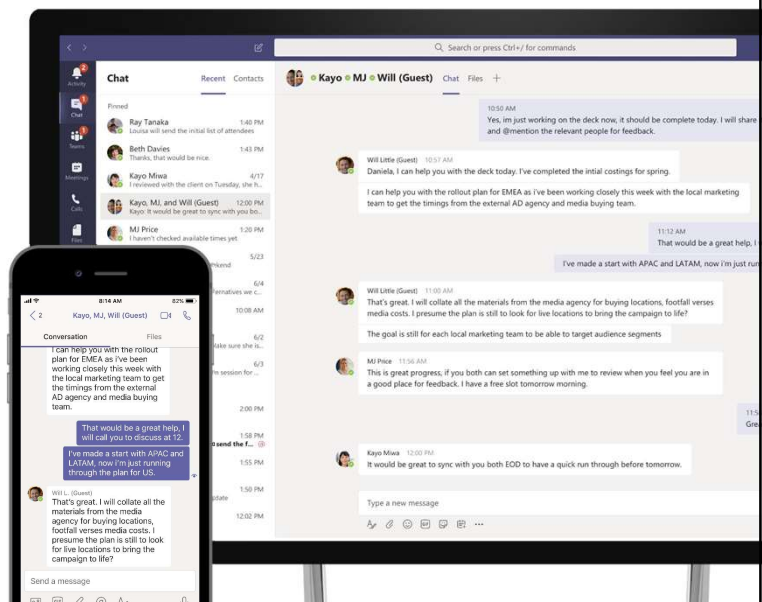 Search or press Ctrl+/ for commands
2
Activity
1
Chat
1
Teams
Meetings
Calls
Files
Chat
Recent Contacts
Pinned
Ray Tanaka 1:40 PM
Louisa will send the initial list of attendees
Beth Davies 1:43 PM
Thanks, that would be nice.
Kayo Miwa 4/17
I reviewed with the client on Tuesday, she h...
Kayo, MJ, and Will (Guest) 12:00 PM
Kayo: It would be great to sync with you bo...
MJ Price 1:20 PM
I haven't checked available times yet
5/23
6/4
ernatives we c...
10:08 AM
6/2
Make sure she is...
6/3
session for ...
2:00 PM
1:58 PM
send the f...
1:55 PM
1:50 PM
pdate
12:02 PM
Kayo MJ Will (Guest) Chat Files
10:50 AM
Yes, im just working on the deck now, it should be complete today. I will share
and @mention the relevant people for feedback.
Will Little (Guest) 10:57 AM
Daniela, I can help you with the deck today. I've completed the intial costings for spring.
I can help you with the rollout plan for EMEA as i've been working closely this week with the local marketing
team to get the timings from the external AD agency and media buying team.
11:12 AM
That would be a great help, I
I've made a start with APAC and LATAM, now i'm just run
Will Little (Guest) 11:00 AM
That's great. I will collate all the materials from the media agency for buying locations, footfall verses
media costs. I presume the plan is still to look for live locations to bring the campaign to life?
The goal is still for each local marketing team to be able to target audience segments
MJ Price 11:56 AM
This is great progress, if you both can set something up with me to review when you feel you are in
a good place for feedback. I have a free slot tomorrow morning.
11:5
Grea
Kayo Miwa 12:00 PM
It would be great to sync with you both EOD to have a quick run through before tomorrow.
Type a new message
GIF
8:14 AM 82%
2 Kayo, MJ, Will (Guest)
Conversation Files
I can help you with the rollout
plan for EMEA as i've been
working closely this week with
the local marketing team to get
the timings from the external
AD agency and media buying
team.
That would be a great help, I
will call you to discuss at 12.
I've made a start with APAC and
LATAM, now i'm just running
through the plan for US.
Will L. (Guest)
That's great. I will collate all the
materials from the media
agency for buying locations,
footfall verses media costs. I
presume the plan is still to look
for live locations to bring the
campaign to life?
Send a message